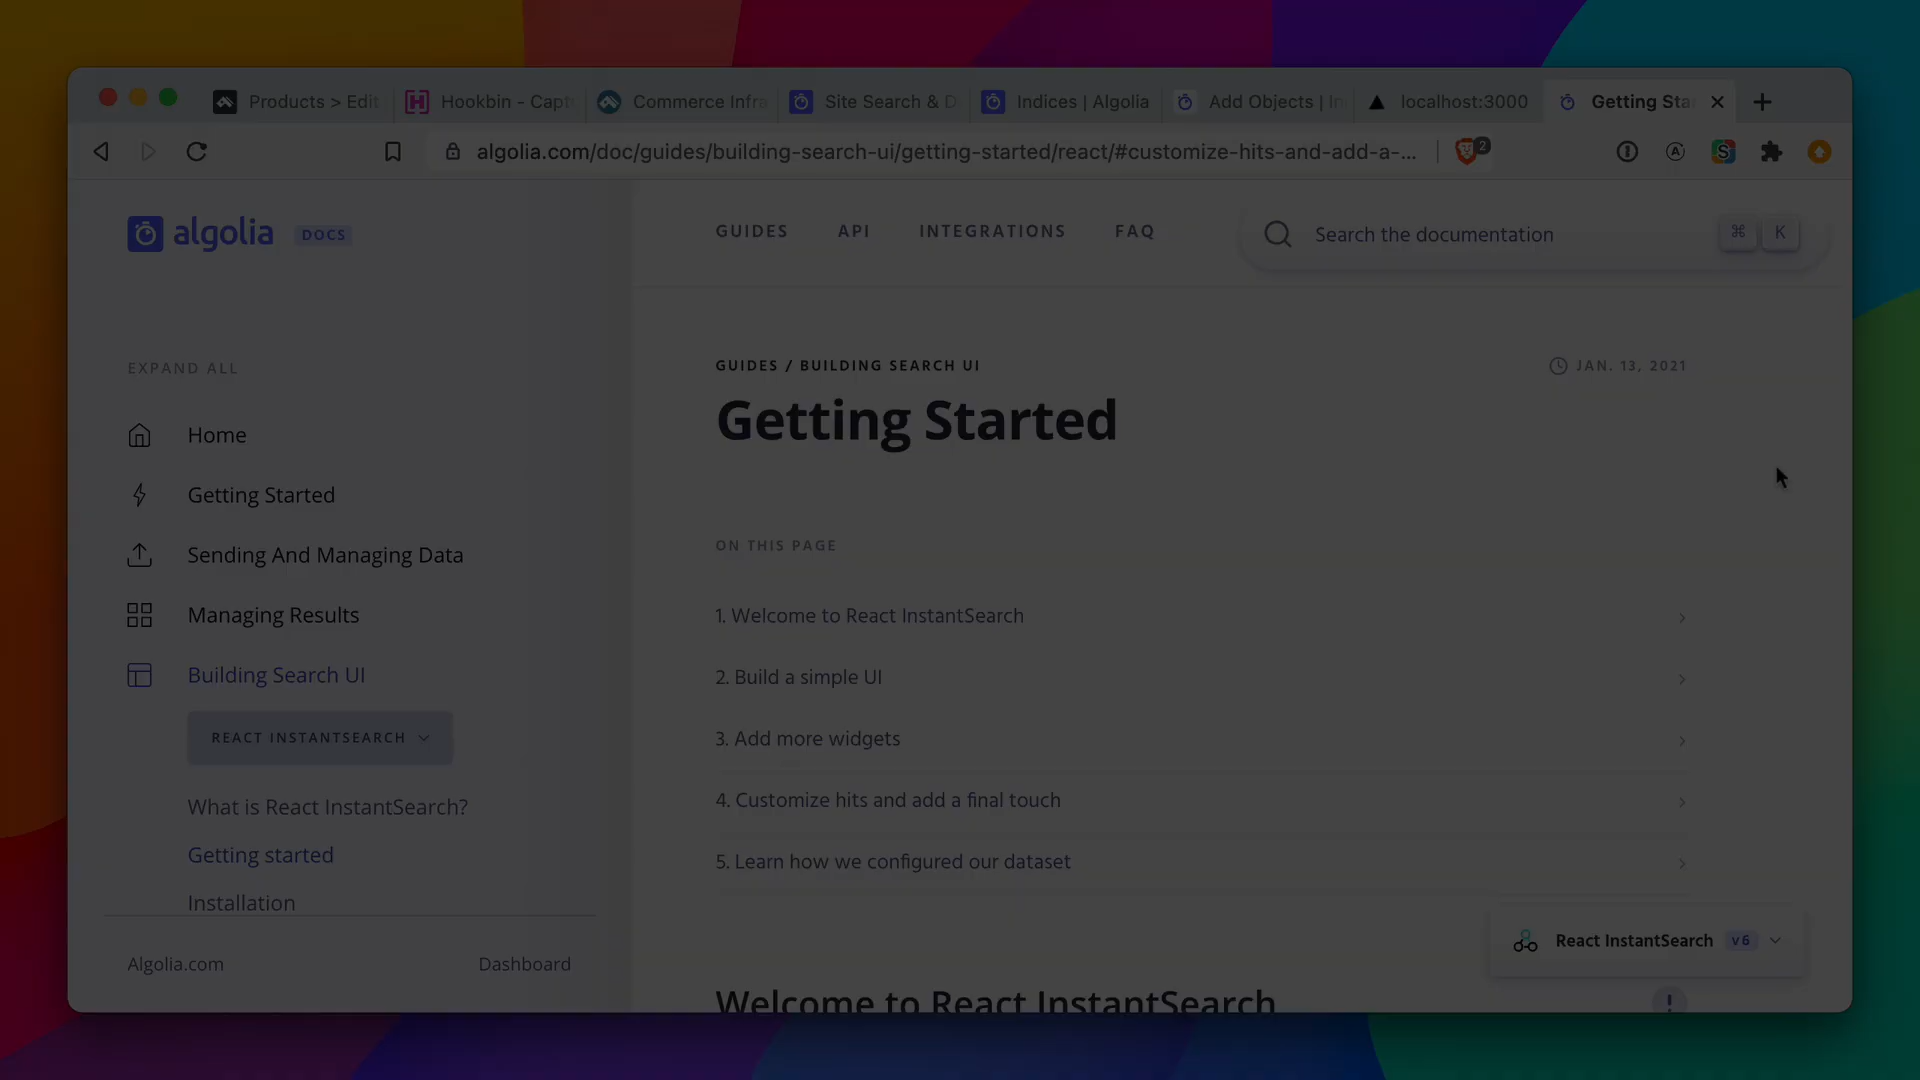 Products > Edit
Hookbin - Capt
Commerce Infra
Site Search & D
Indices | Algolia
Add Objects | In
localhost:3000
Getting Sta
algolia.com/doc/guides/building-search-ui/getting-started/react/#customize-hits-and-add-a-...
2
algolia DOCS
GUIDES
API
INTEGRATIONS
FAQ
Search the documentation
⌘ K
EXPAND ALL
Home
Getting Started
Sending And Managing Data
Managing Results
Building Search UI
REACT INSTANTSEARCH
What is React InstantSearch?
Getting started
Installation
Algolia.com
Dashboard
GUIDES / BUILDING SEARCH UI
JAN. 13, 2021
Getting Started
ON THIS PAGE
1. Welcome to React InstantSearch
2. Build a simple UI
3. Add more widgets
4. Customize hits and add a final touch
5. Learn how we configured our dataset
React InstantSearch v6
Welcome to React InstantSearch
!